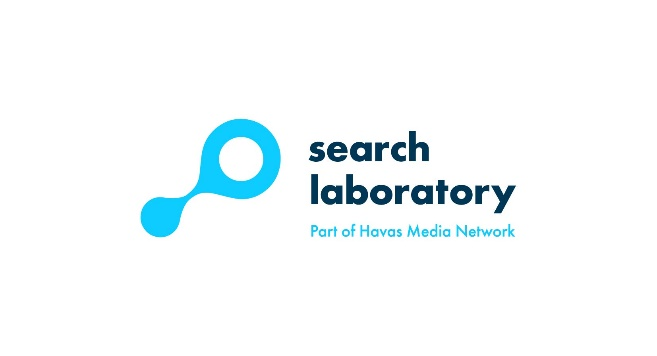 search
laboratory
Part of Havas Media Network